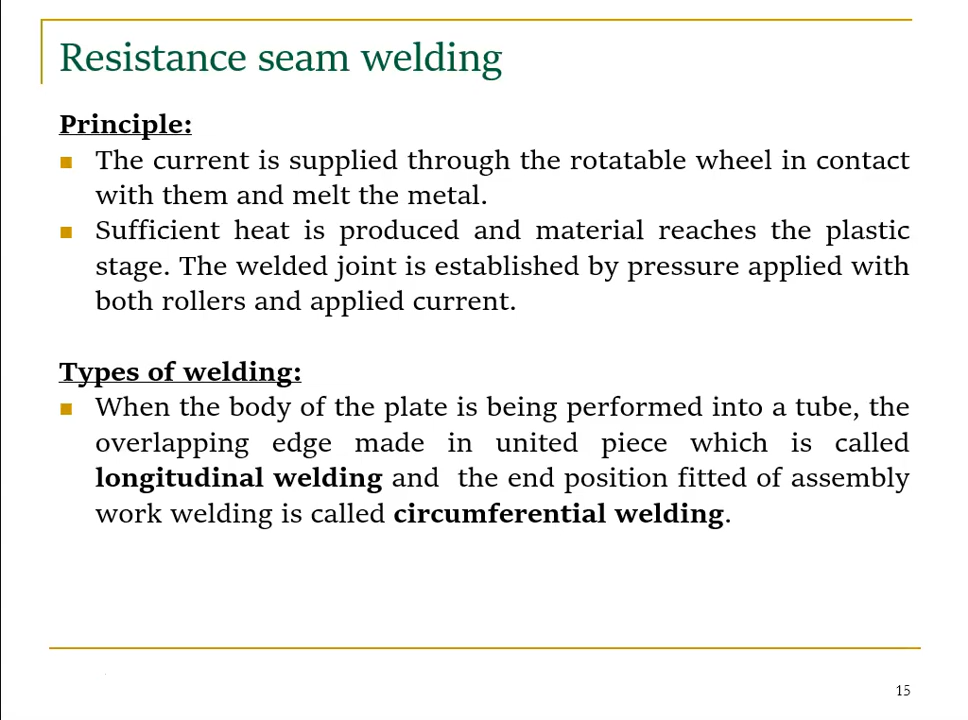 Resistance seam welding
Principle:
The current is supplied through the rotatable wheel in contact
with them and melt the metal.
Sufficient heat is produced and material reaches the plastic
stage. The welded joint is established by pressure applied with
both rollers and applied current.
Types of welding:
When the body of the plate is being performed into a tube, the
overlapping edge made in united piece which is called
longitudinal welding and the end position fitted of assembly
work welding is called circumferential welding.
15